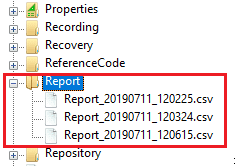 Properties
Recording
Recovery
ReferenceCode
Report
Report_20190711_120225.csv
Report_20190711_120324.csv
Report_20190711_120615.csv
Repository